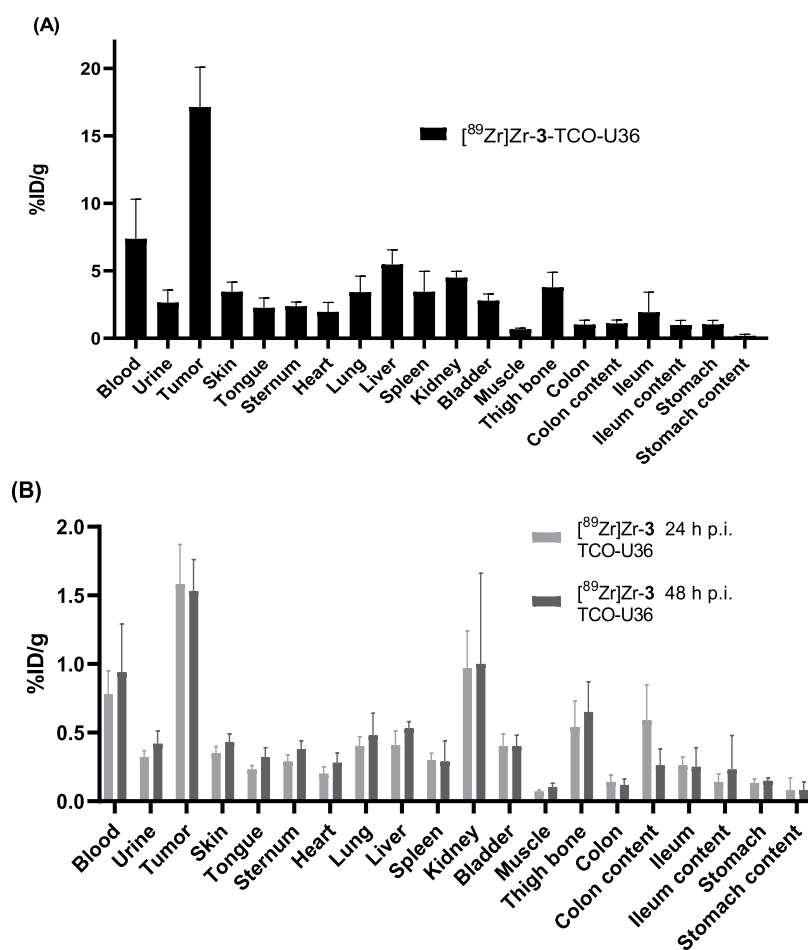 (A)
20
15
10
5
0
%ID/g
[⁸⁹Zr]Zr-3-TCO-U36
Blood
Urine
Tumor
Skin
Tongue
Sternum
Heart
Lung
Liver
Spleen
Kidney
Bladder
Muscle
Thigh bone
Colon
Colon content
Ileum
Ileum content
Stomach
Stomach content
(B)
2.0
1.5
1.0
0.5
0.0
%ID/g
[⁸⁹Zr]Zr-3 24 h p.i.
TCO-U36
[⁸⁹Zr]Zr-3 48 h p.i.
TCO-U36
Blood
Urine
Tumor
Skin
Tongue
Sternum
Heart
Lung
Liver
Spleen
Kidney
Bladder
Muscle
Thigh bone
Colon
Colon content
Ileum
Ileum content
Stomach
Stomach content